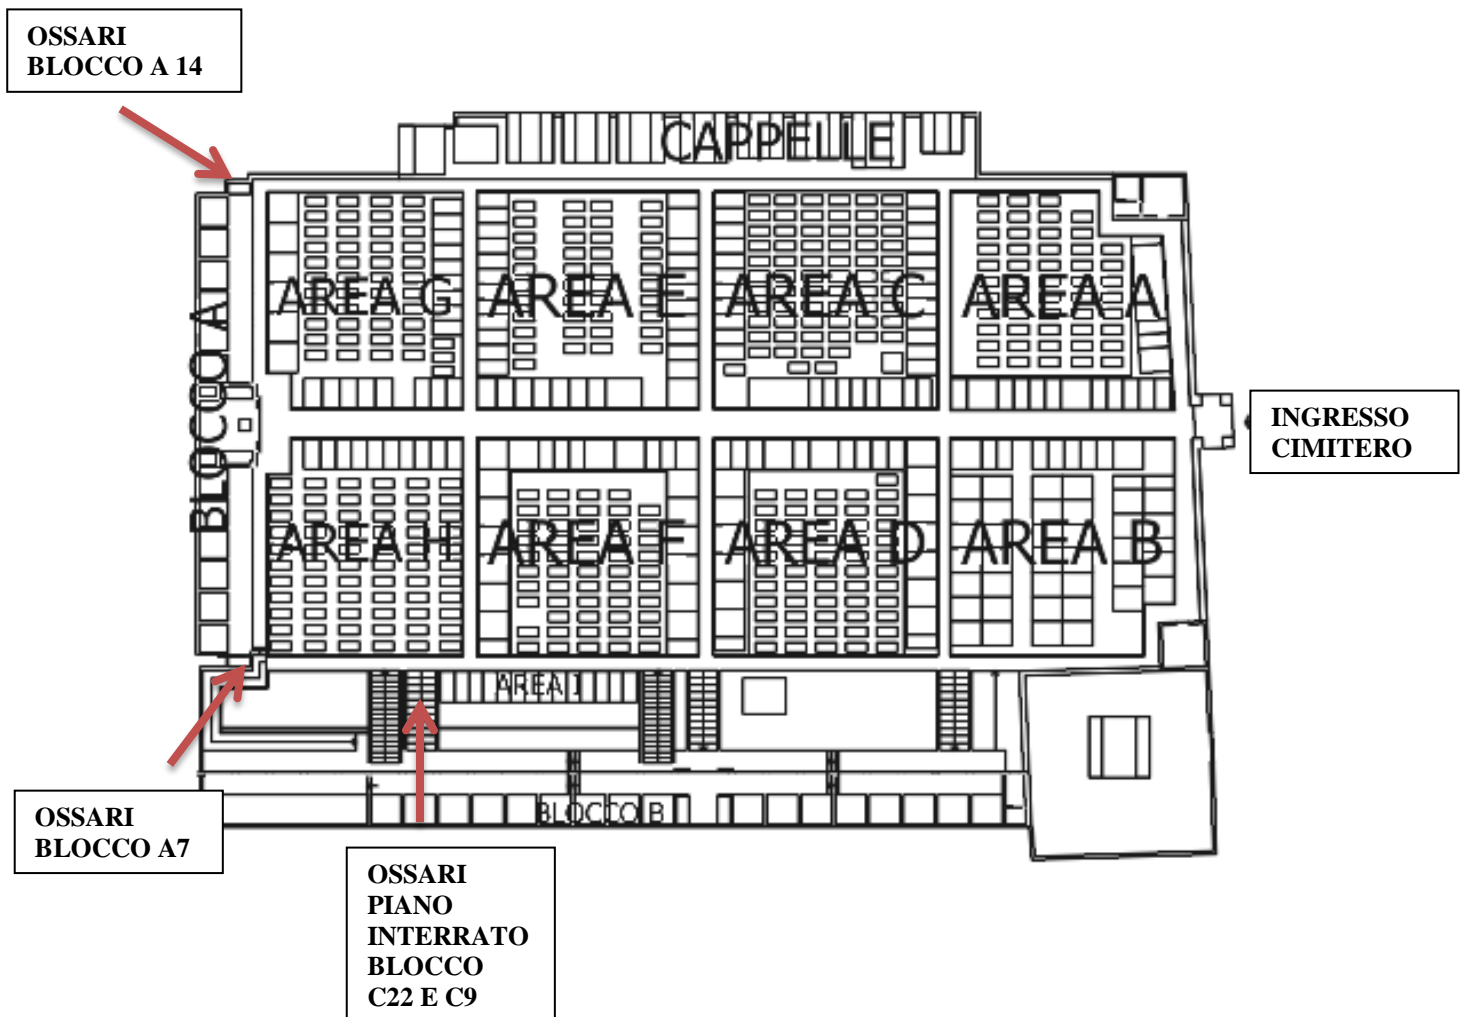 OSSARI
BLOCCO A 14
CAPPELLE
AREA G
AREA E
AREA C
AREA A
BLOCCO A
INGRESSO
CIMITERO
AREA H
AREA F
AREA D
AREA B
AREA I
OSSARI
BLOCCO A7
BLOCCO B
OSSARI
PIANO
INTERRATO
BLOCCO
C22 E C9